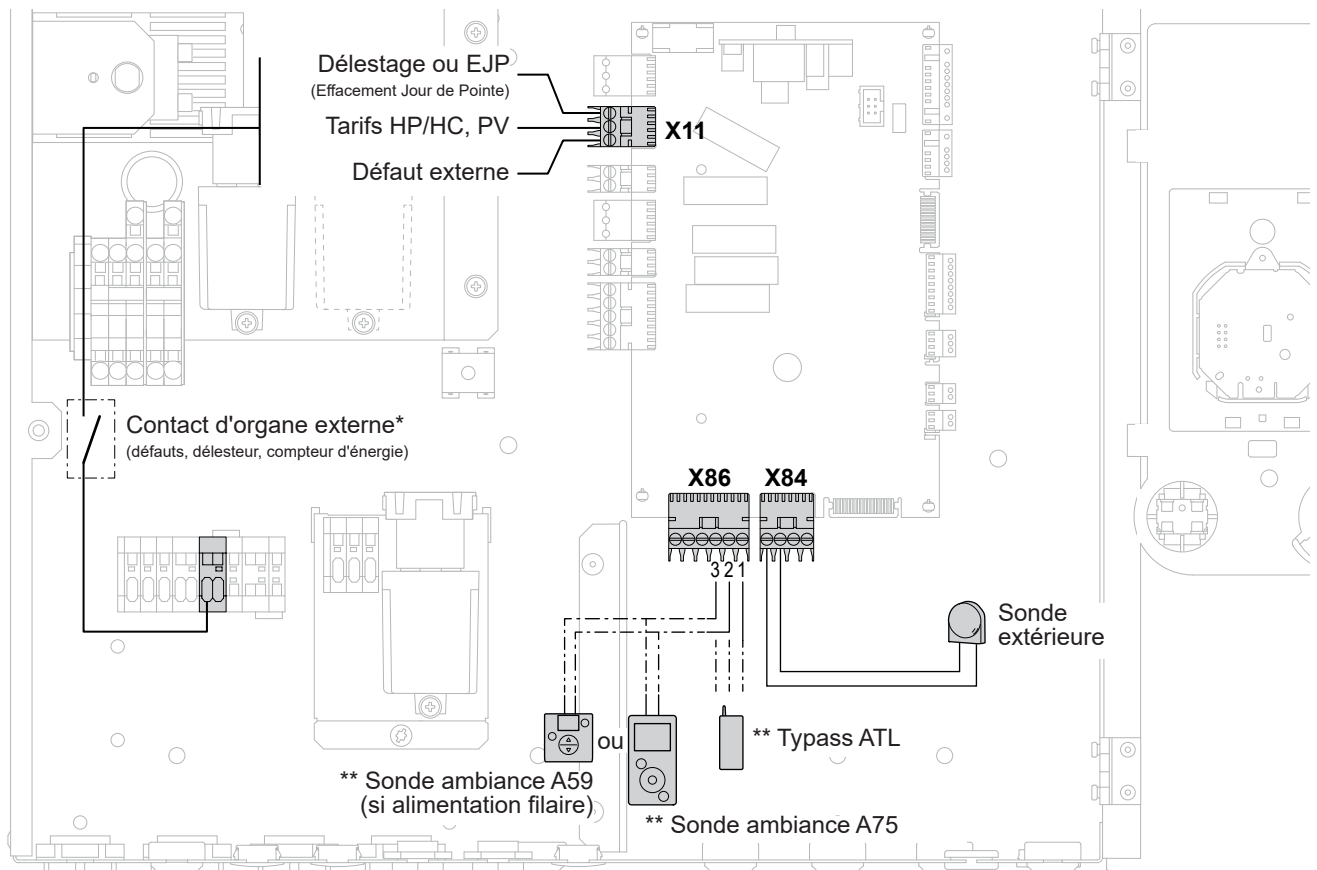 Délestage ou EJP
(Effacement Jour de Pointe)
Tarifs HP/HC, PV
X11
Défaut externe
Contact d'organe externe*
(défauts, délesteur, compteur d'énergie)
X86
X84
3 2 1
Sonde
extérieure
ou
** Typass ATL
** Sonde ambiance A59
(si alimentation filaire)
** Sonde ambiance A75